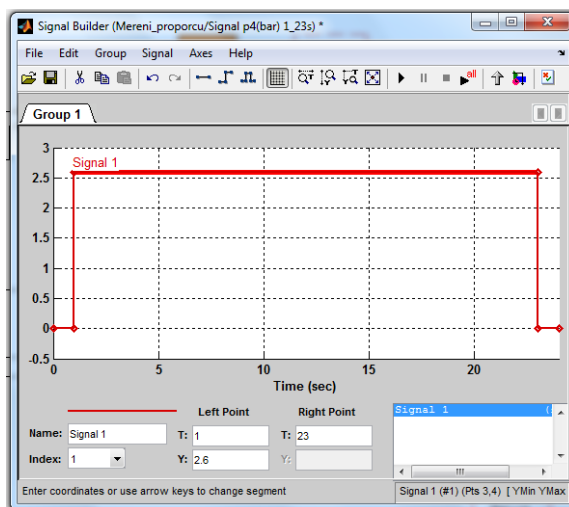 Signal Builder (Mereni_proporcu/Signal p4(bar) 1_23s) *
File Edit Group Signal Axes Help
all
Group 1
Signal 1
3
2.5
2
1.5
1
0.5
0
-0.5
0 5 10 15 20
Time (sec)
Left Point Right Point
Name: Signal 1 T: 1 T: 23
Index: 1 Y: 2.6 Y:
Signal 1
Enter coordinates or use arrow keys to change segment
Signal 1 (#1) (Pts 3,4) [ YMin YMax